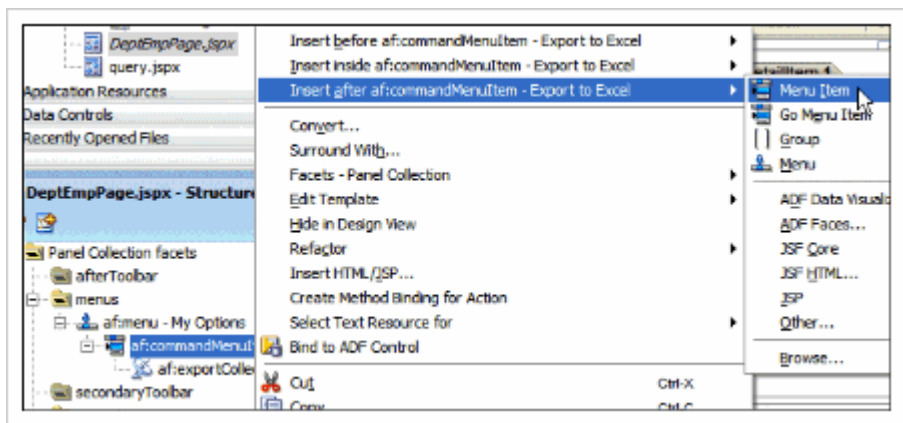 DeptEmpPage.jspx
query.jspx
Application Resources
Data Controls
Recently Opened Files
DeptEmpPage.jspx - Structure
Panel Collection facets
afterToolbar
menus
af:menu - My Options
af:commandMenuI
af:exportColle
secondaryToolbar
Insert before af:commandMenuItem - Export to Excel
Insert inside af:commandMenuItem - Export to Excel
Insert after af:commandMenuItem - Export to Excel
Convert...
Surround With...
Facets - Panel Collection
Edit Template
Hide in Design View
Refactor
Insert HTML/JSP...
Create Method Binding for Action
Select Text Resource for
Bind to ADF Control
Cut Ctrl-X
Copy Ctrl-C
Menu Item
Go Menu Item
Group
Menu
ADF Data Visuali
ADF Faces...
JSF Core
JSF HTML...
JSP
Other...
Browse...